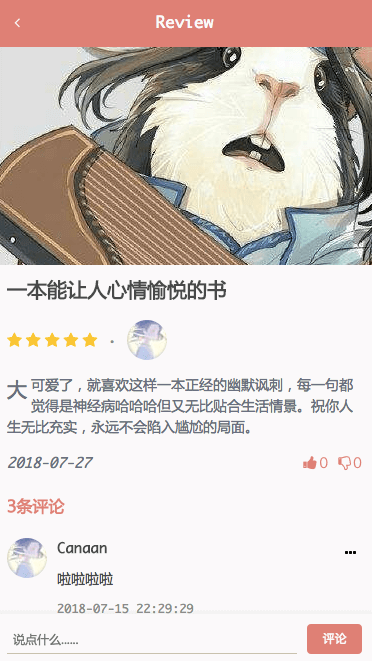 Review
一本能让人心情愉悦的书
大可爱了，就喜欢这样一本正经的幽默讽刺，每一句都
觉得是神经病哈哈哈但又无比贴合生活情景。祝你人
生无比充实，永远不会陷入尴尬的局面。
2018-07-27
0 0
3条评论
Canaan
啦啦啦啦
2018-07-15 22:29:29
说点什么...... 评论